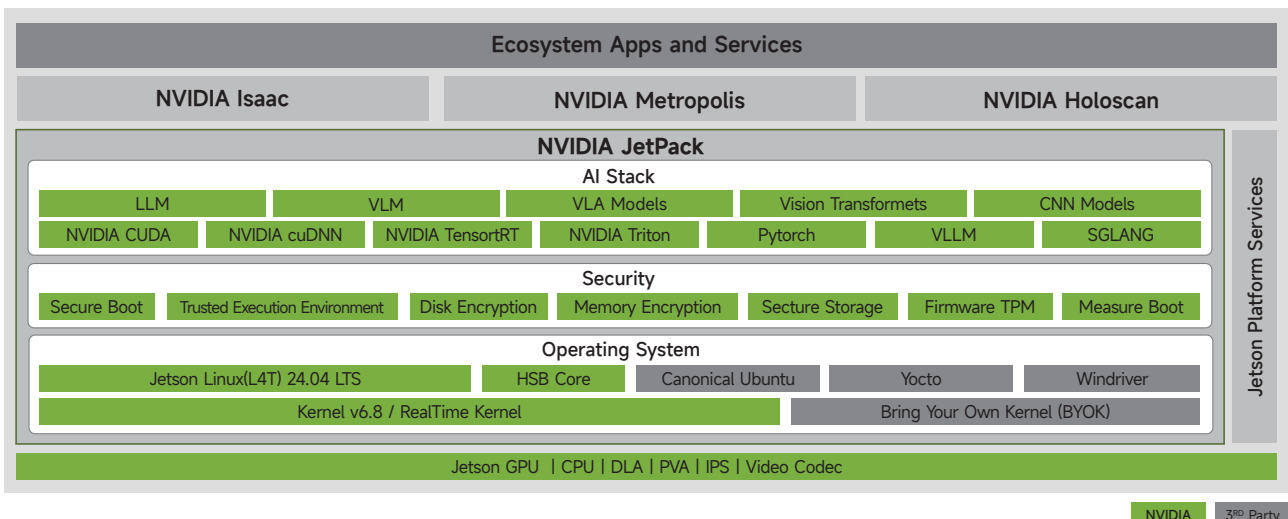 Ecosystem Apps and Services
NVIDIA Isaac
NVIDIA Metropolis
NVIDIA Holoscan
NVIDIA JetPack
AI Stack
LLM
VLM
VLA Models
Vision Transformets
CNN Models
NVIDIA CUDA
NVIDIA cuDNN
NVIDIA TensortRT
NVIDIA Triton
Pytorch
VLLM
SGLANG
Security
Secure Boot
Trusted Execution Environment
Disk Encryption
Memory Encryption
Secture Storage
Firmware TPM
Measure Boot
Operating System
Jetson Linux(L4T) 24.04 LTS
HSB Core
Canonical Ubuntu
Yocto
Windriver
Kernel v6.8 / RealTime Kernel
Bring Your Own Kernel (BYOK)
Jetson Platform Services
Jetson GPU | CPU | DLA | PVA | IPS | Video Codec
NVIDIA
3RD Party